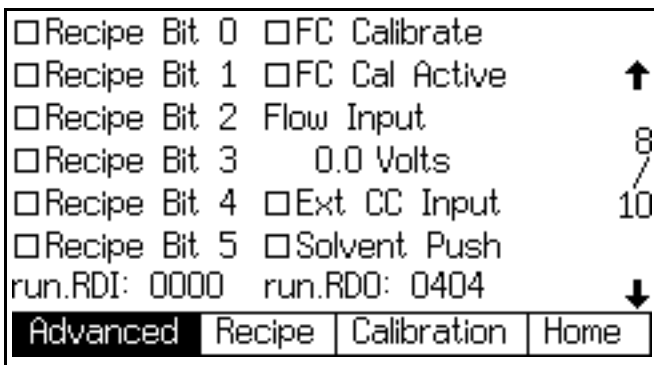 □Recipe Bit 0 □FC Calibrate
□Recipe Bit 1 □FC Cal Active ↑
□Recipe Bit 2 Flow Input
□Recipe Bit 3 0.0 Volts 8/10
□Recipe Bit 4 □Ext CC Input
□Recipe Bit 5 □Solvent Push
run.RDI: 0000 run.RDO: 0404 ↓
Advanced Recipe Calibration Home